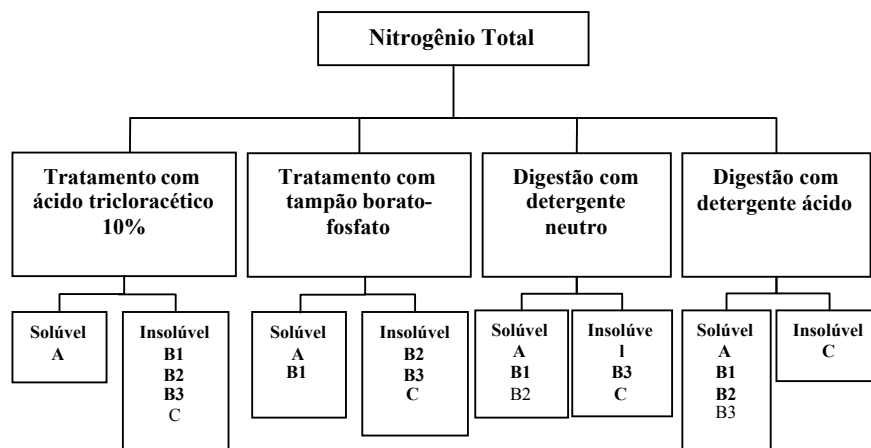 Nitrogênio Total
Tratamento com
ácido tricloracético
10%
Tratamento com
tampão borato-
fosfato
Digestão com
detergente
neutro
Digestão com
detergente ácido
Solúvel
A
Insolúvel
B1
B2
B3
C
Solúvel
A
B1
Insolúvel
B2
B3
C
Solúvel
A
B1
B2
Insolúve
l
B3
C
Solúvel
A
B1
B2
B3
Insolúvel
C